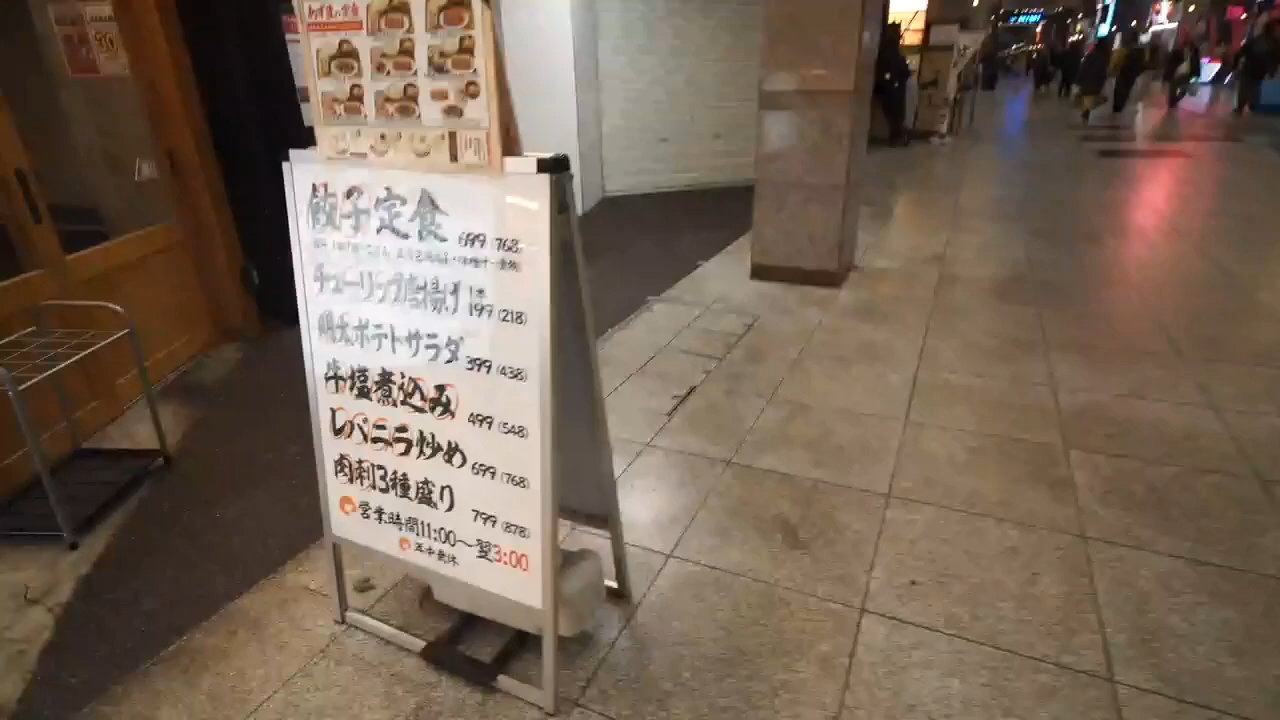 餃子定食 699(768)
チューリップ唐揚げ 1本 199(218)
明太ポテトサラダ 399(438)
牛塩煮込み 499(548)
レバニラ炒め 699(768)
肉刺3種盛り 799(878)
営業時間11:00〜翌3:00
年中無休